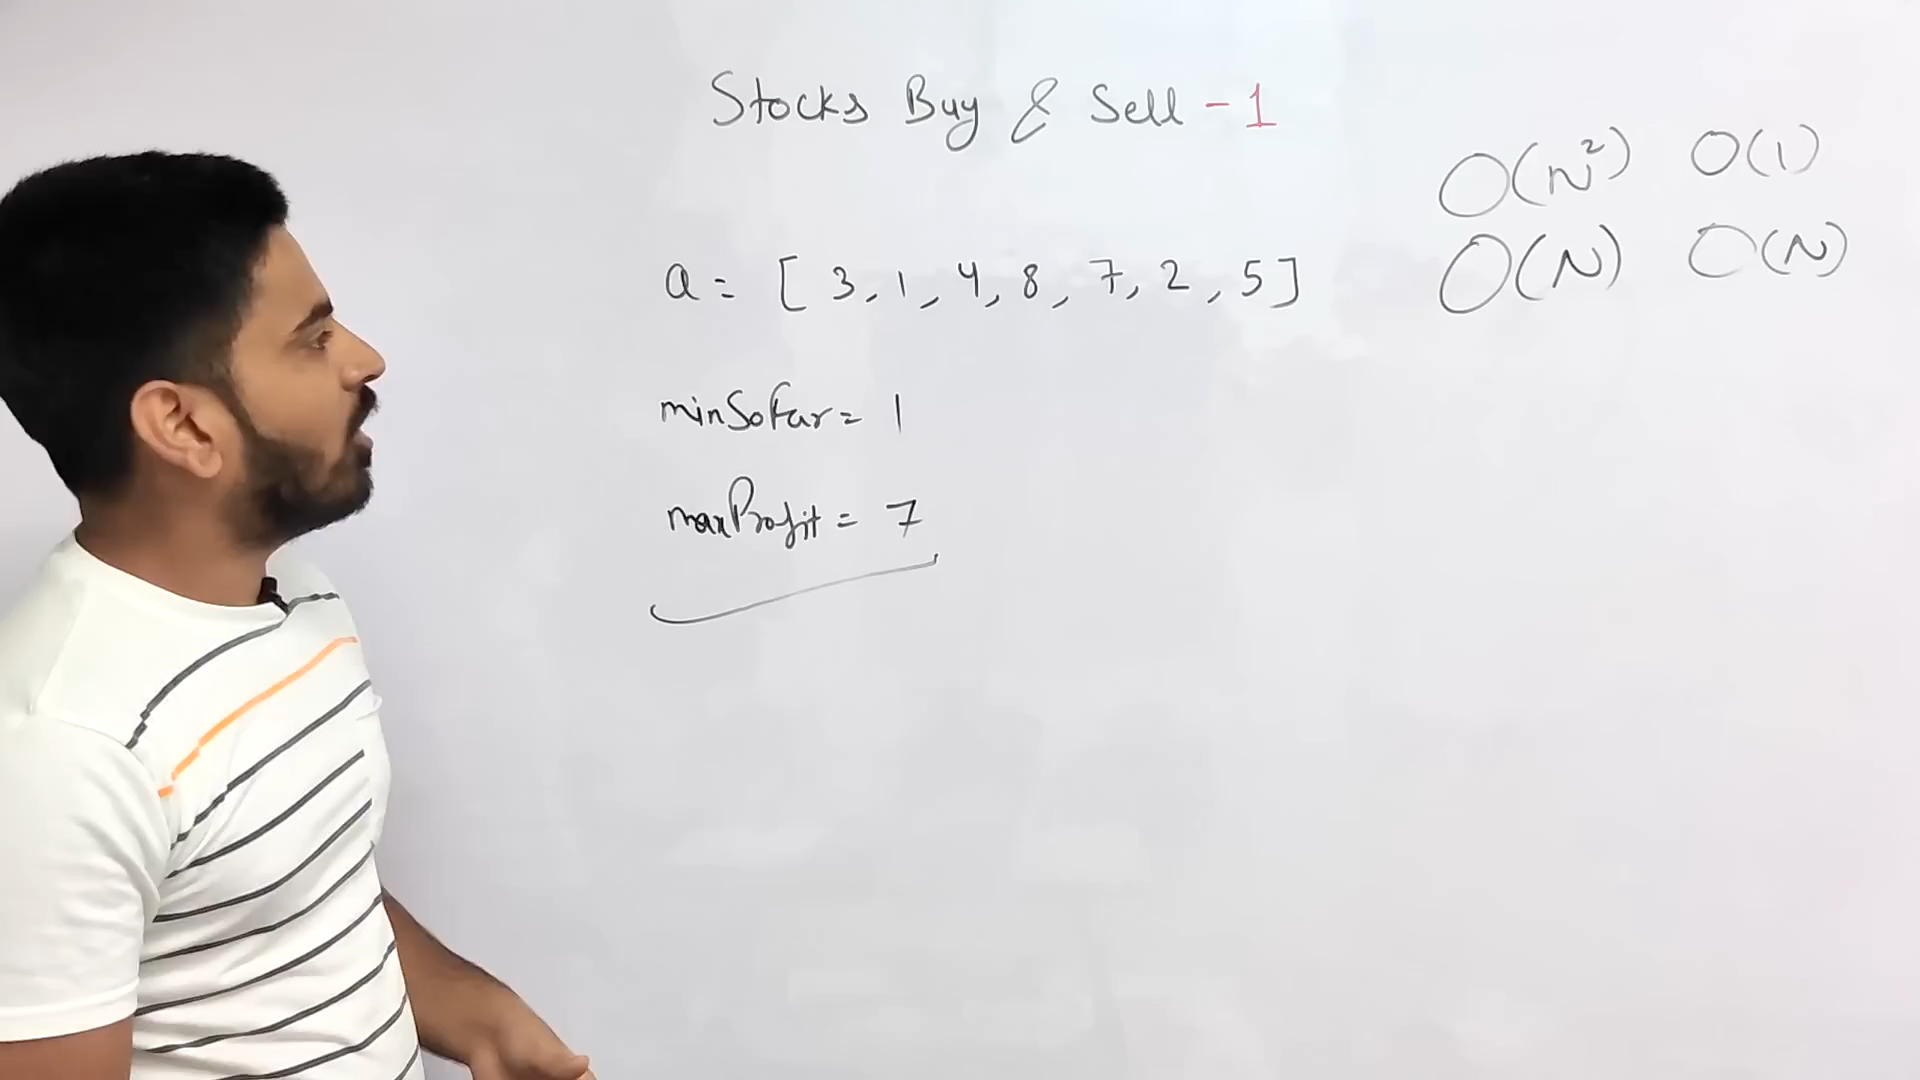 Stocks Buy & Sell - 1
O(N²) O(1)
a = [ 3, 1, 4, 8, 7, 2, 5 ]
O(N) O(N)
minSoFar = 1
maxProfit = 7